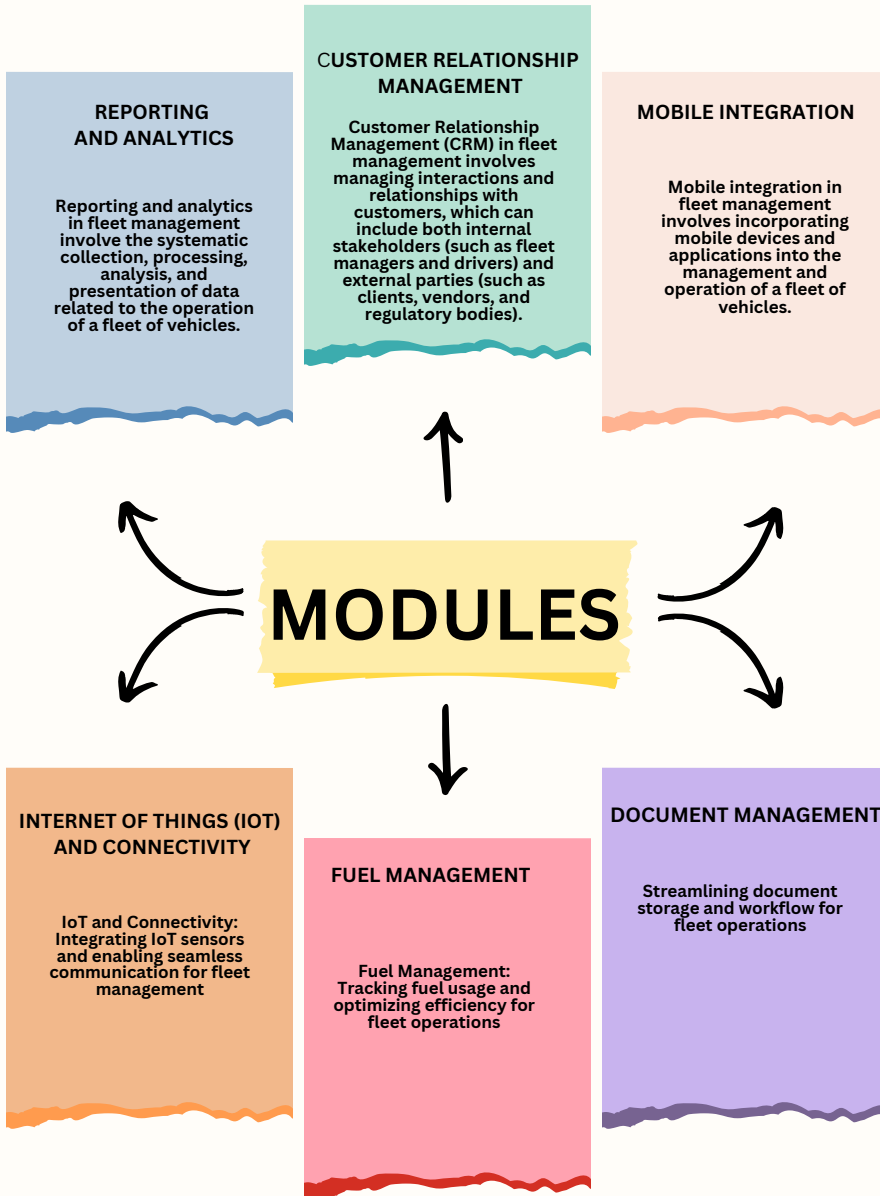 REPORTING
AND ANALYTICS
Reporting and analytics
in fleet management
involve the systematic
collection, processing,
analysis, and
presentation of data
related to the operation
of a fleet of vehicles.
CUSTOMER RELATIONSHIP
MANAGEMENT
Customer Relationship
Management (CRM) in fleet
management involves
managing interactions and
relationships with
customers, which can
include both internal
stakeholders (such as fleet
managers and drivers) and
external parties (such as
clients, vendors, and
regulatory bodies).
MOBILE INTEGRATION
Mobile integration in
fleet management
involves incorporating
mobile devices and
applications into the
management and
operation of a fleet of
vehicles.
MODULES
INTERNET OF THINGS (IOT)
AND CONNECTIVITY
IoT and Connectivity:
Integrating IoT sensors
and enabling seamless
communication for fleet
management
FUEL MANAGEMENT
Fuel Management:
Tracking fuel usage and
optimizing efficiency for
fleet operations
DOCUMENT MANAGEMENT
Streamlining document
storage and workflow for
fleet operations